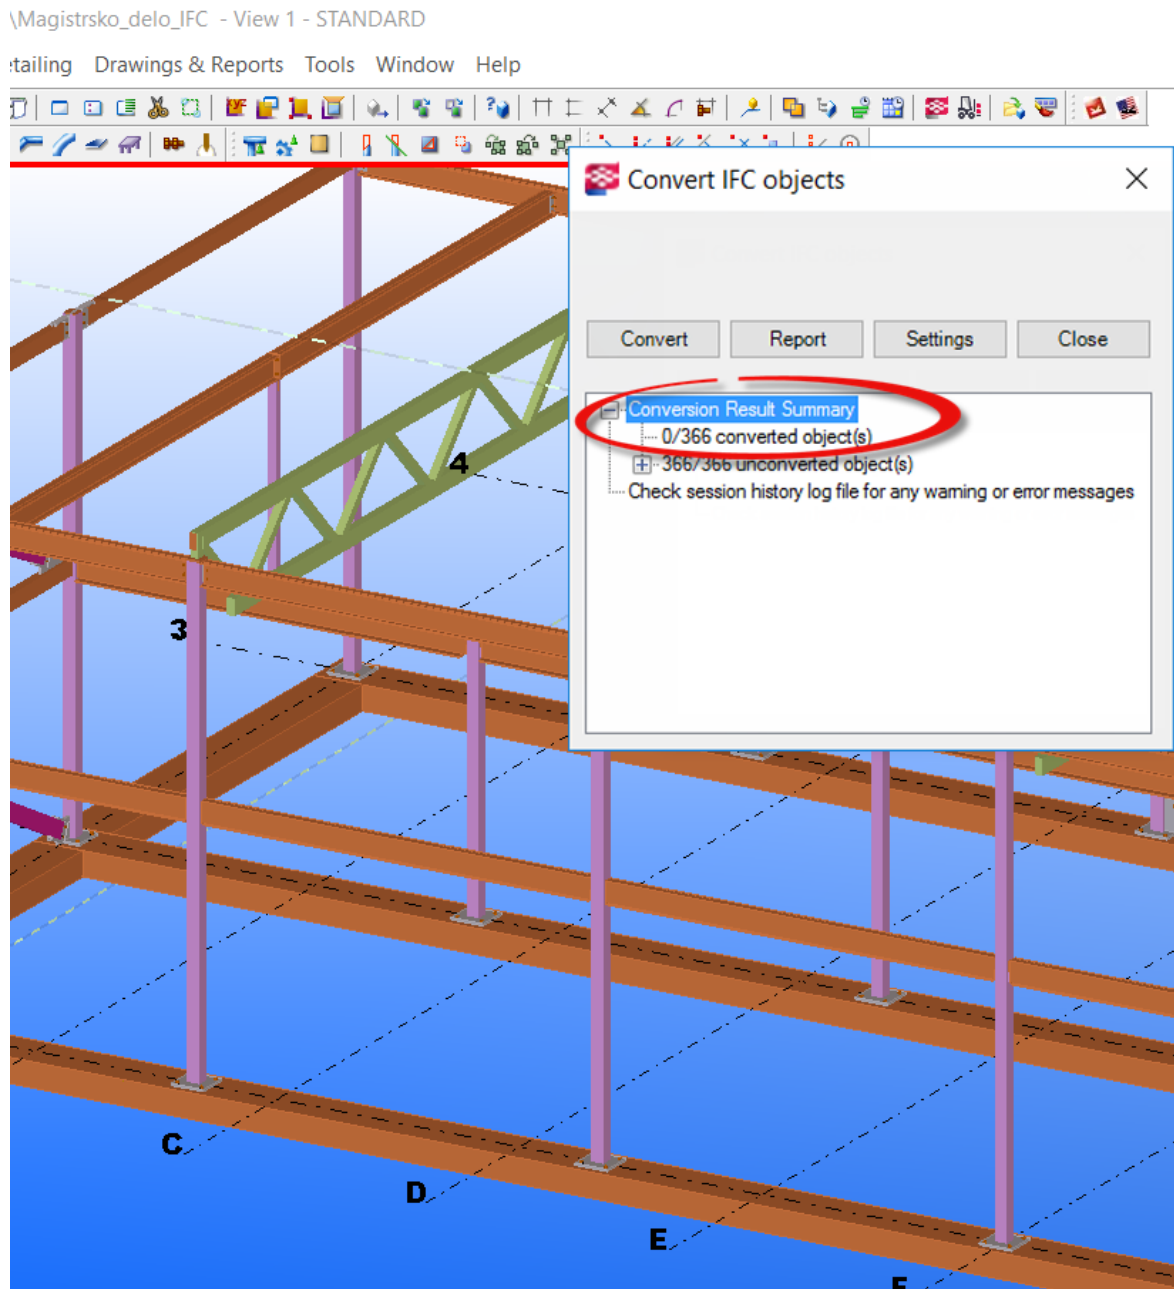 \Magistrsko_delo_IFC - View 1 - STANDARD
etailing Drawings & Reports Tools Window Help
Convert IFC objects
Convert Report Settings Close
Conversion Result Summary
0/366 converted object(s)
366/366 unconverted object(s)
Check session history log file for any warning or error messages
4
3
C
D
E
F